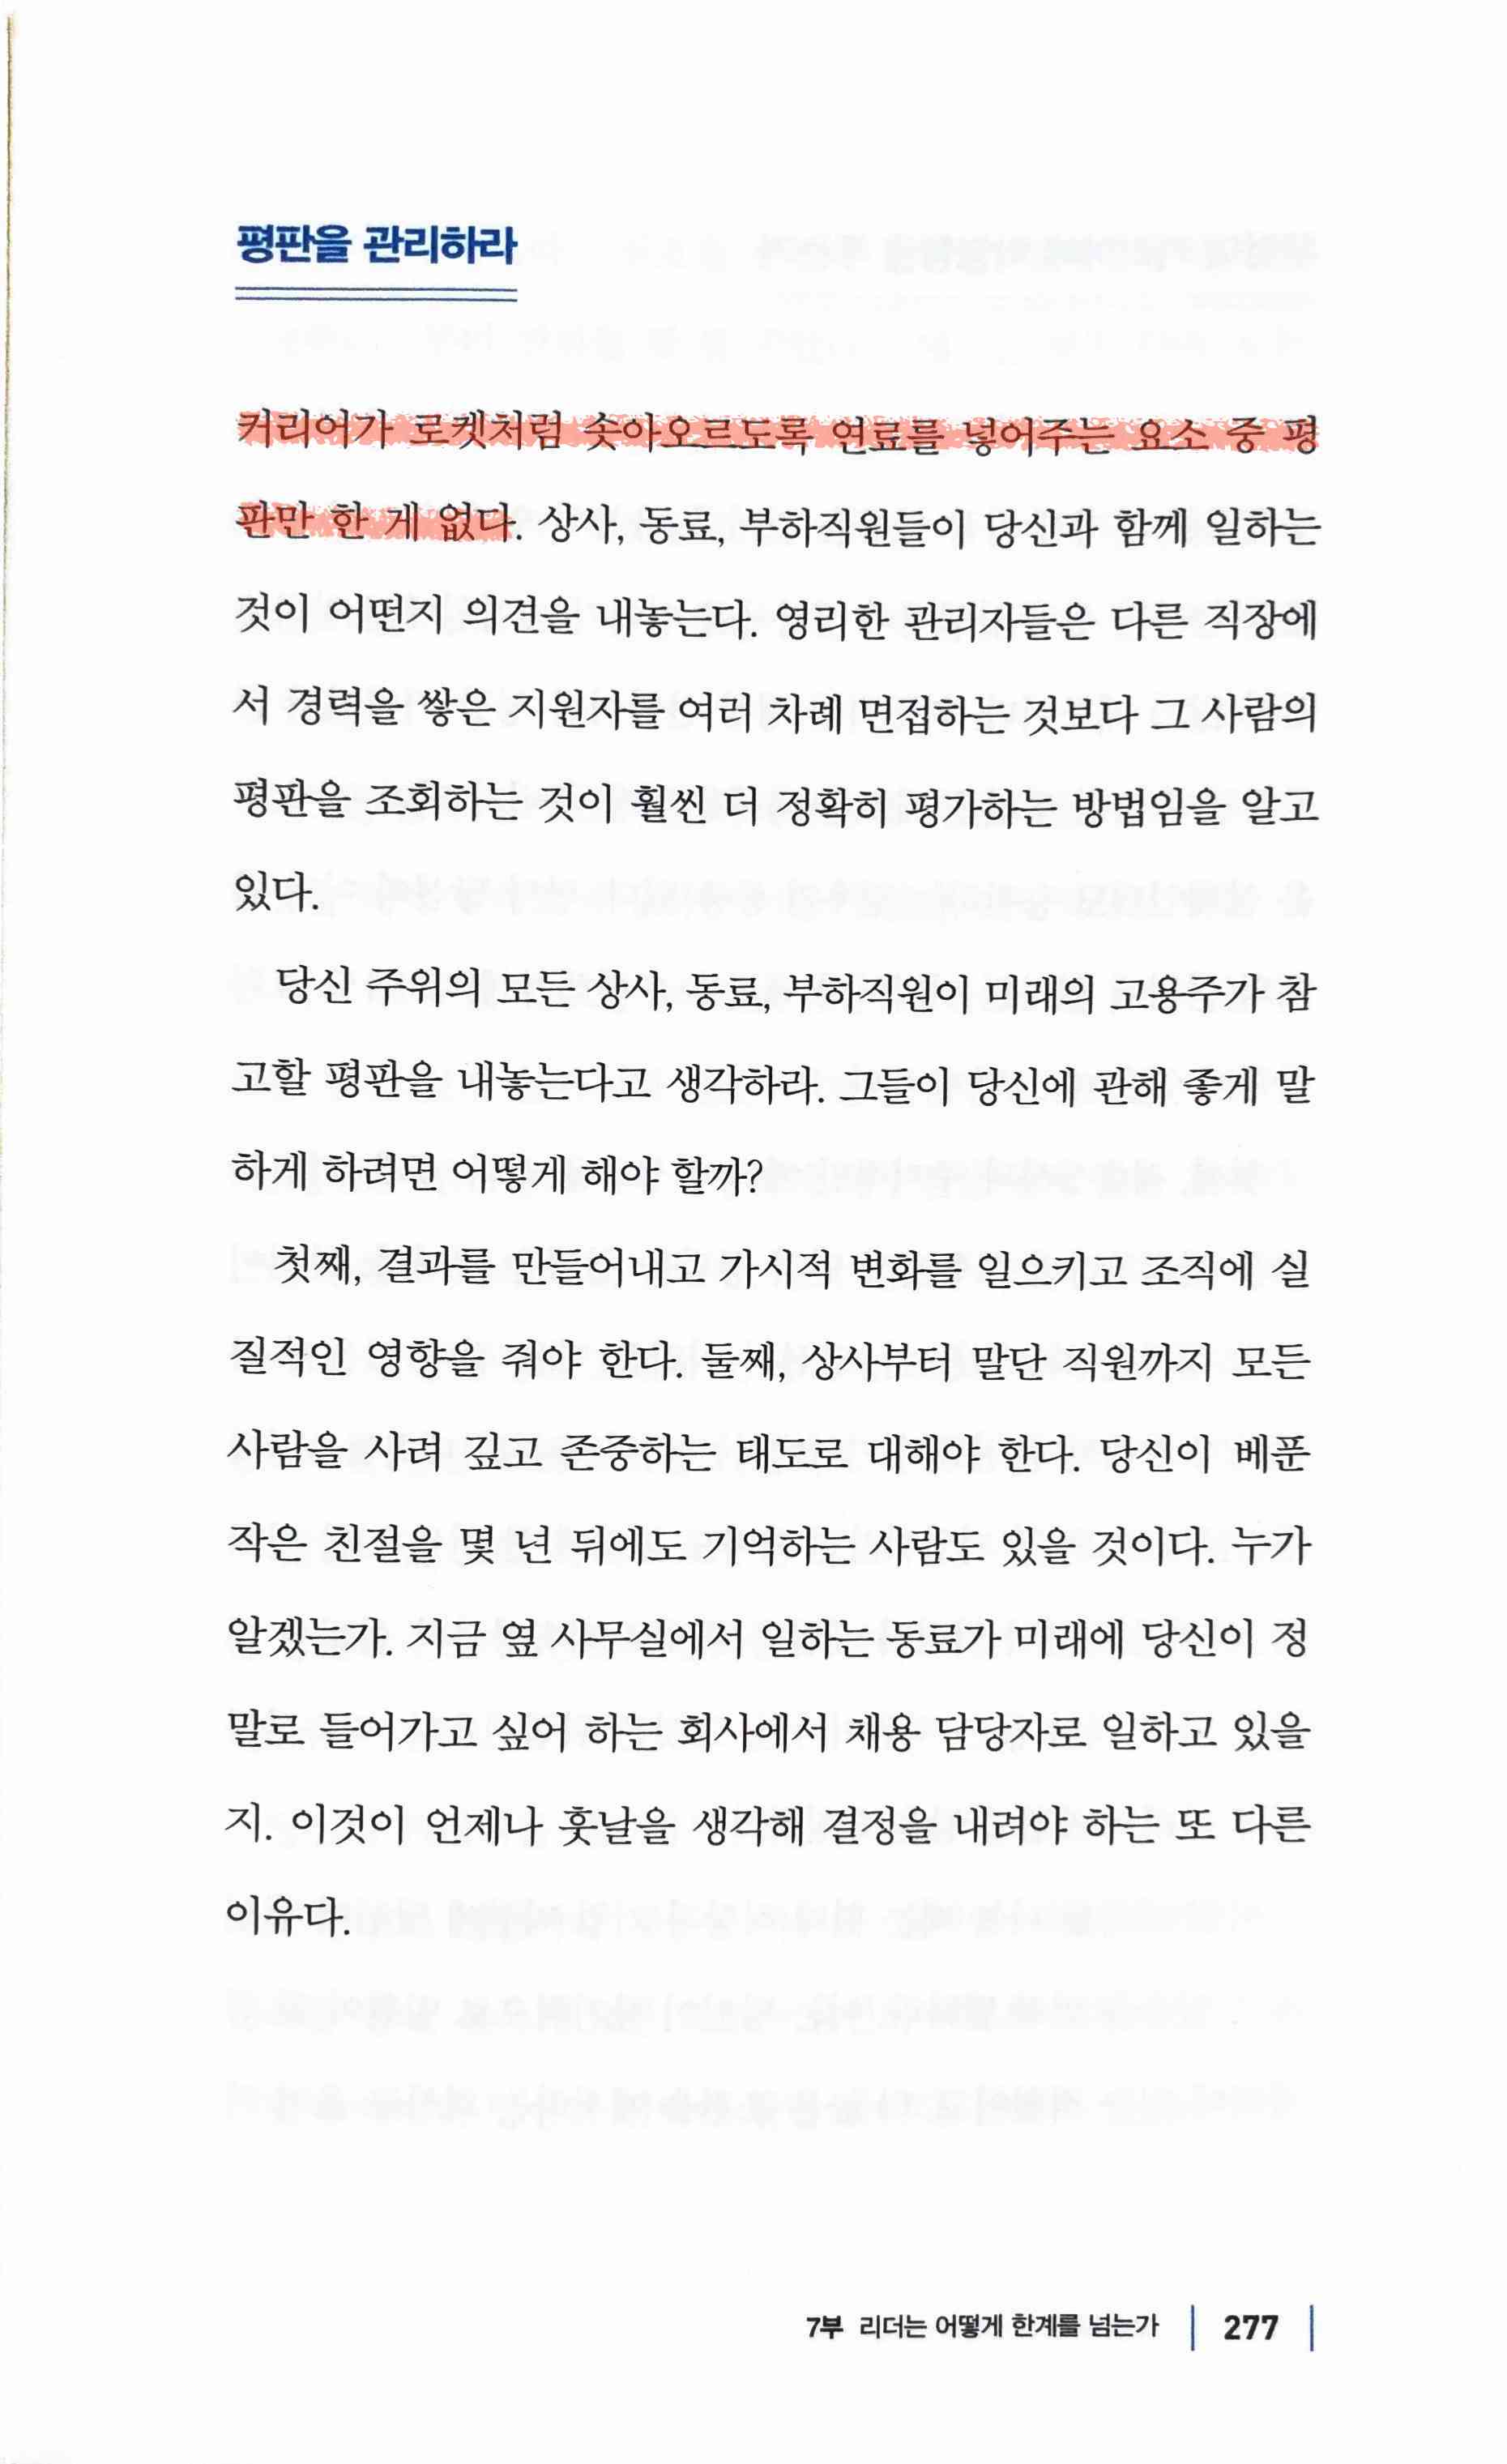 평판을 관리하라
커리어가 로켓처럼 솟아오르도록 연료를 넣어주는 요소 중 평
판만 한 게 없다. 상사, 동료, 부하직원들이 당신과 함께 일하는
것이 어떤지 의견을 내놓는다. 영리한 관리자들은 다른 직장에
서 경력을 쌓은 지원자를 여러 차례 면접하는 것보다 그 사람의
평판을 조회하는 것이 훨씬 더 정확히 평가하는 방법임을 알고
있다.
당신 주위의 모든 상사, 동료, 부하직원이 미래의 고용주가 참
고할 평판을 내놓는다고 생각하라. 그들이 당신에 관해 좋게 말
하게 하려면 어떻게 해야 할까?
첫째, 결과를 만들어내고 가시적 변화를 일으키고 조직에 실
질적인 영향을 줘야 한다. 둘째, 상사부터 말단 직원까지 모든
사람을 사려 깊고 존중하는 태도로 대해야 한다. 당신이 베푼
작은 친절을 몇 년 뒤에도 기억하는 사람도 있을 것이다. 누가
알겠는가. 지금 옆 사무실에서 일하는 동료가 미래에 당신이 정
말로 들어가고 싶어 하는 회사에서 채용 담당자로 일하고 있을
지. 이것이 언제나 훗날을 생각해 결정을 내려야 하는 또 다른
이유다.
7부 리더는 어떻게 한계를 넘는가 | 277 |